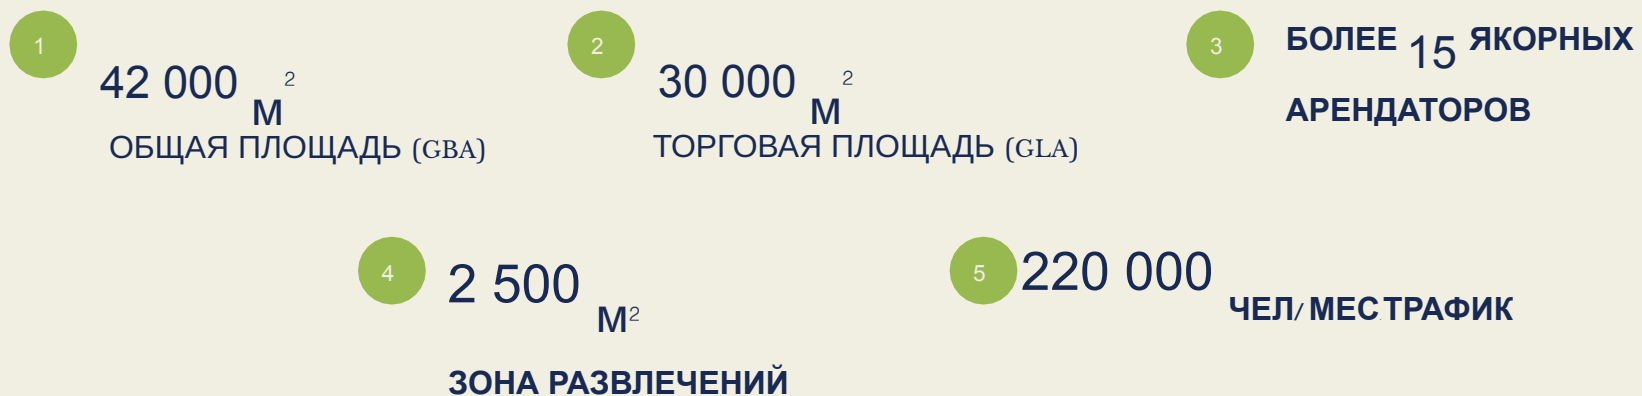 1
42 000 м²
ОБЩАЯ ПЛОЩАДЬ (GBA)
2
30 000 м²
ТОРГОВАЯ ПЛОЩАДЬ (GLA)
3
БОЛЕЕ 15 ЯКОРНЫХ
АРЕНДАТОРОВ
4
2 500 м²
ЗОНА РАЗВЛЕЧЕНИЙ
5
220 000
ЧЕЛ/ МЕС.ТРАФИК